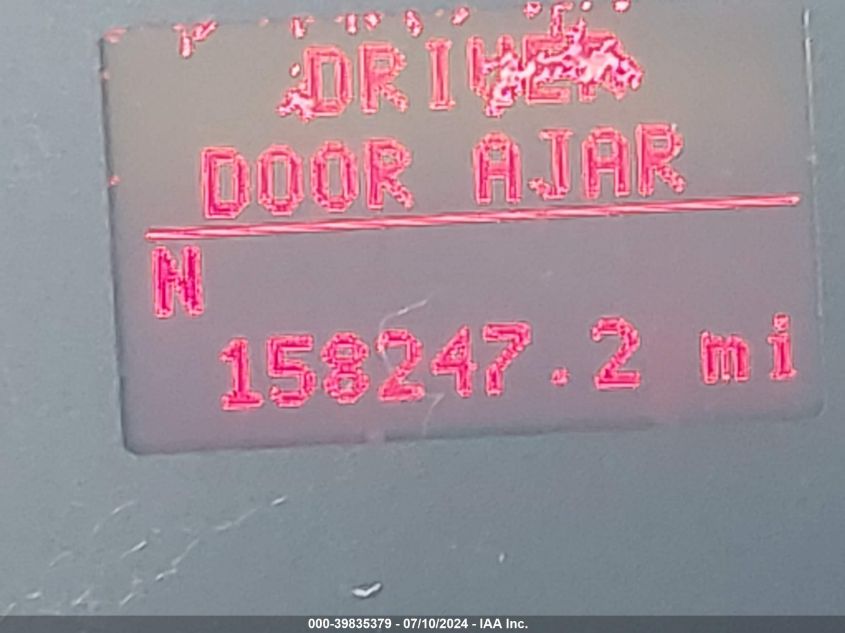 DRIVER
DOOR AJAR
N
158247.2 mi
000-39835379 - 07/10/2024 - IAA Inc.